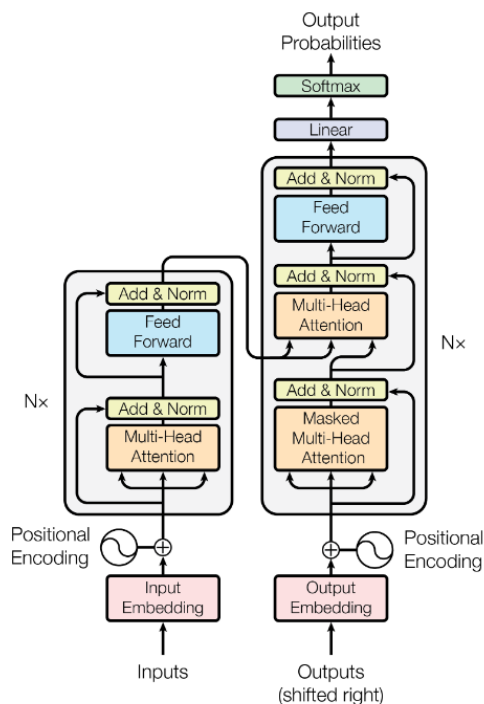 Output
Probabilities
Softmax
Linear
Add & Norm
Feed
Forward
Add & Norm
Multi-Head
Attention
Add & Norm
Masked
Multi-Head
Attention
N×
Positional
Encoding
Output
Embedding
Outputs
(shifted right)
Add & Norm
Feed
Forward
Add & Norm
Multi-Head
Attention
N×
Positional
Encoding
Input
Embedding
Inputs